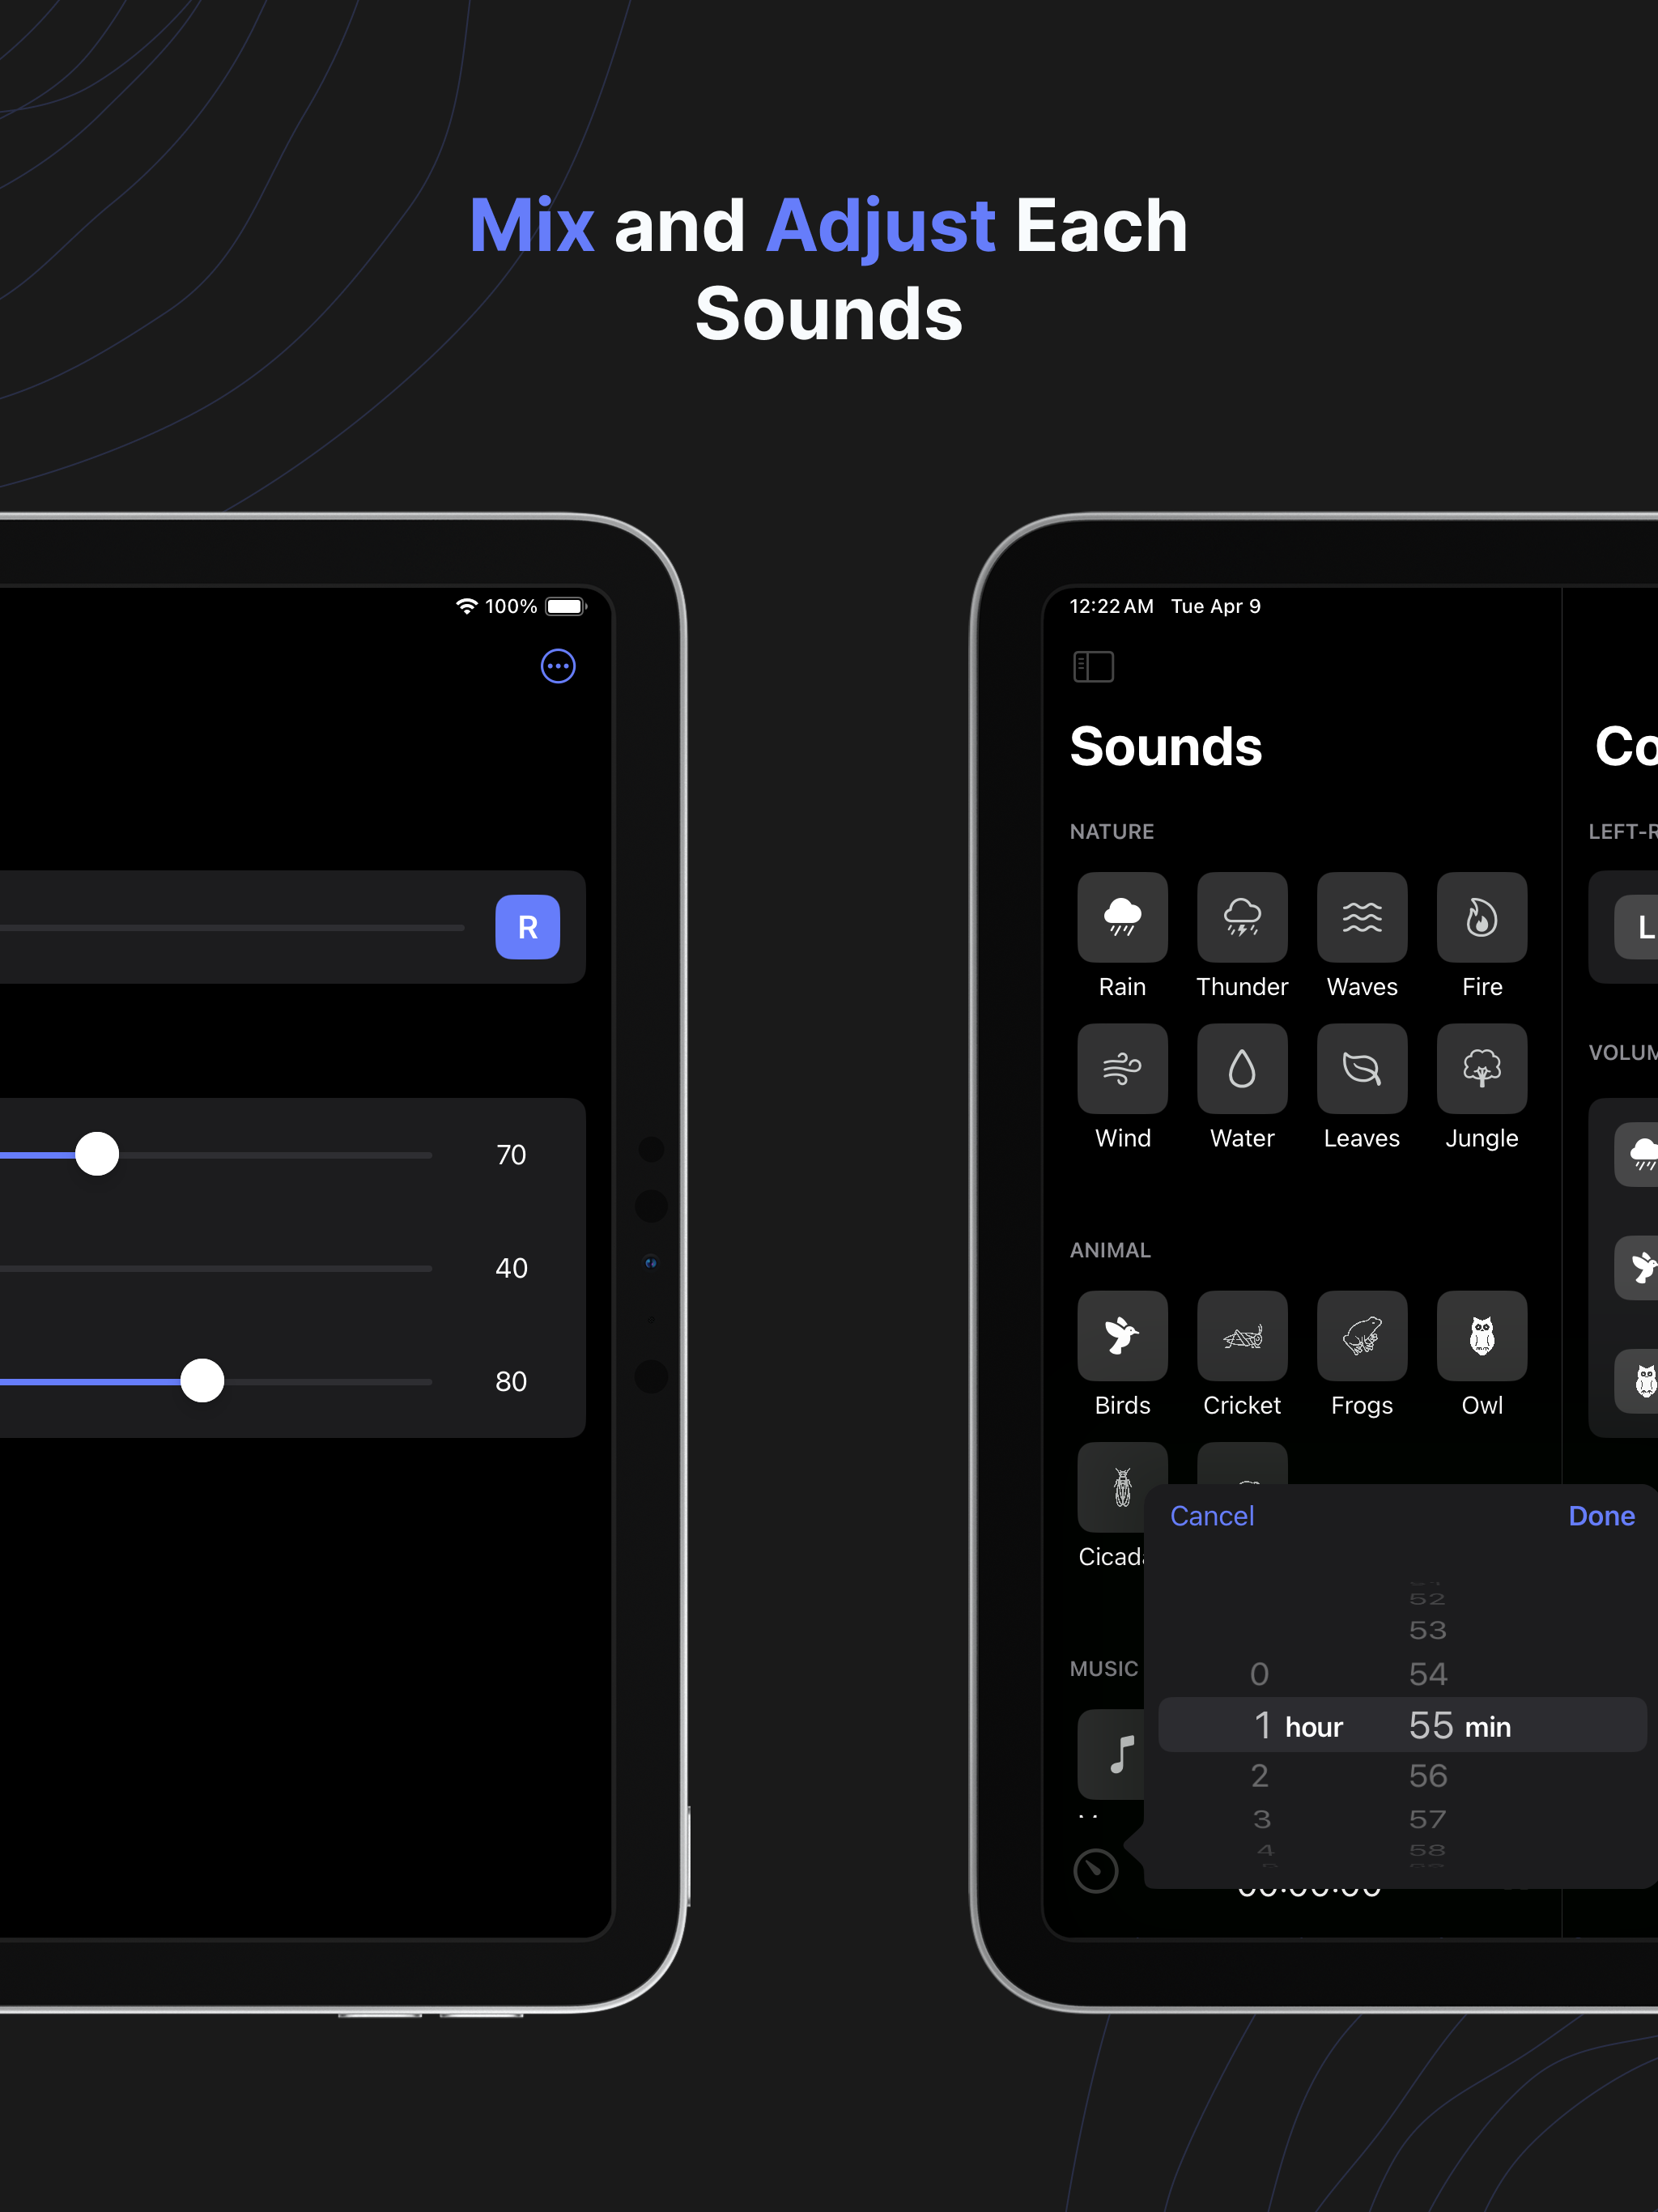 Mix and Adjust Each
Sounds
100%
R
70
40
80
12:22 AM Tue Apr 9
Sounds
NATURE
Rain Thunder Waves Fire
Wind Water Leaves Jungle
ANIMAL
Birds Cricket Frogs Owl
MUSIC
Cancel Done
52
53
0 54
1 hour 55 min
2 56
3 57
4 58
Co
LEFT-R
L
VOLUM
Cicad